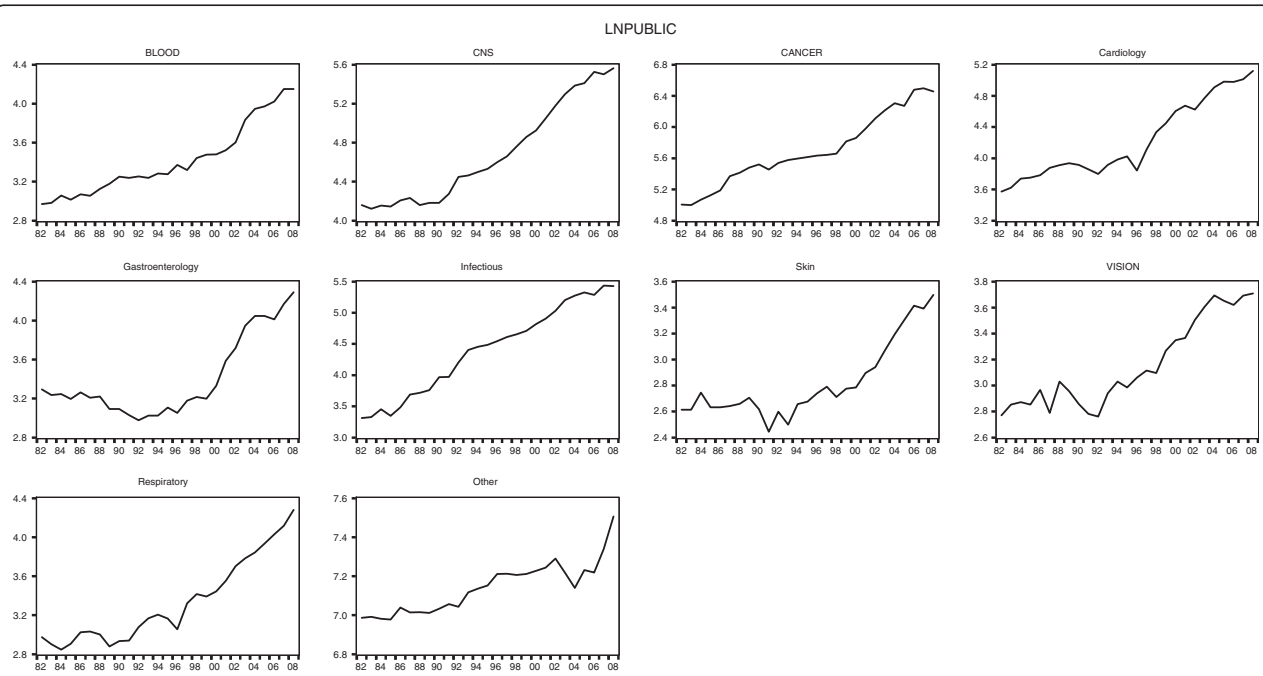 LNPUBLIC
BLOOD CNS CANCER Cardiology
4.4 5.6 6.8 5.2
4.0 5.2 6.4 4.8
3.6 4.8 6.0 4.4
3.2 4.4 5.6 4.0
2.8 4.0 5.2 3.6
4.8 3.2
82 84 86 88 90 92 94 96 98 00 02 04 06 08 82 84 86 88 90 92 94 96 98 00 02 04 06 08 82 84 86 88 90 92 94 96 98 00 02 04 06 08 82 84 86 88 90 92 94 96 98 00 02 04 06 08
Gastroenterology Infectious Skin VISION
4.4 5.5 3.6 3.8
4.0 5.0 3.4 3.6
3.6 4.5 3.2 3.4
3.2 4.0 3.0 3.2
2.8 3.5 2.8 3.0
3.0 2.6 2.8
2.4 2.6
82 84 86 88 90 92 94 96 98 00 02 04 06 08 82 84 86 88 90 92 94 96 98 00 02 04 06 08 82 84 86 88 90 92 94 96 98 00 02 04 06 08 82 84 86 88 90 92 94 96 98 00 02 04 06 08
Respiratory Other
4.4 7.6
4.0 7.4
3.6 7.2
3.2 7.0
2.8 6.8
82 84 86 88 90 92 94 96 98 00 02 04 06 08 82 84 86 88 90 92 94 96 98 00 02 04 06 08